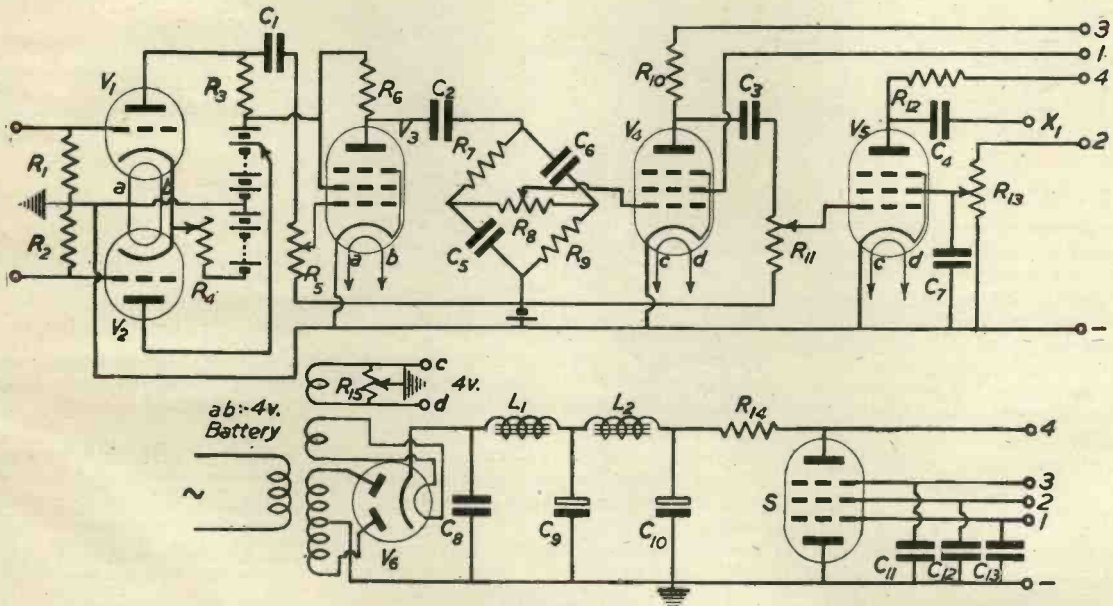 C1
3
1
V1
R3
R10
4
R6
C2
V3
C3
R12
C4
X1
V4
V5
2
R7
C6
R1
a
b
R8
R11
R13
R2
C5
R9
R4
R5
a b
c d
c d
C7
V2
-
c
R15
4v.
d
ab:-4v.
Battery
L1
L2
R14
4
~
3
S
2
1
C8
C9
C10
V6
C11
C12
C13
-